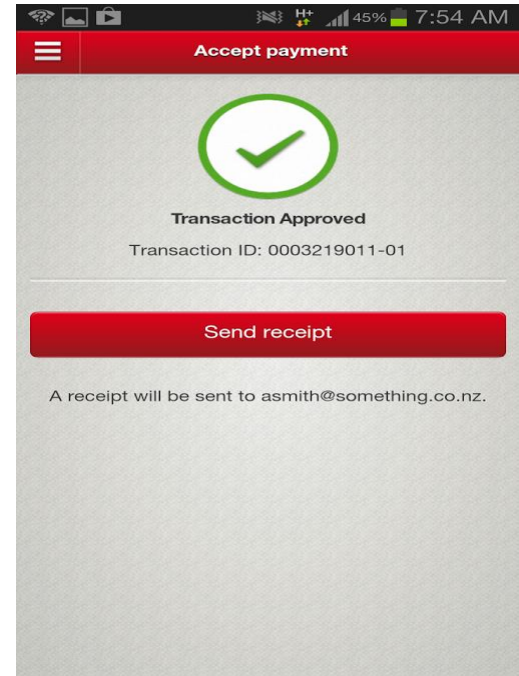 H+ 45% 7:54 AM
Accept payment
Transaction Approved
Transaction ID: 0003219011-01
Send receipt
A receipt will be sent to asmith@something.co.nz.